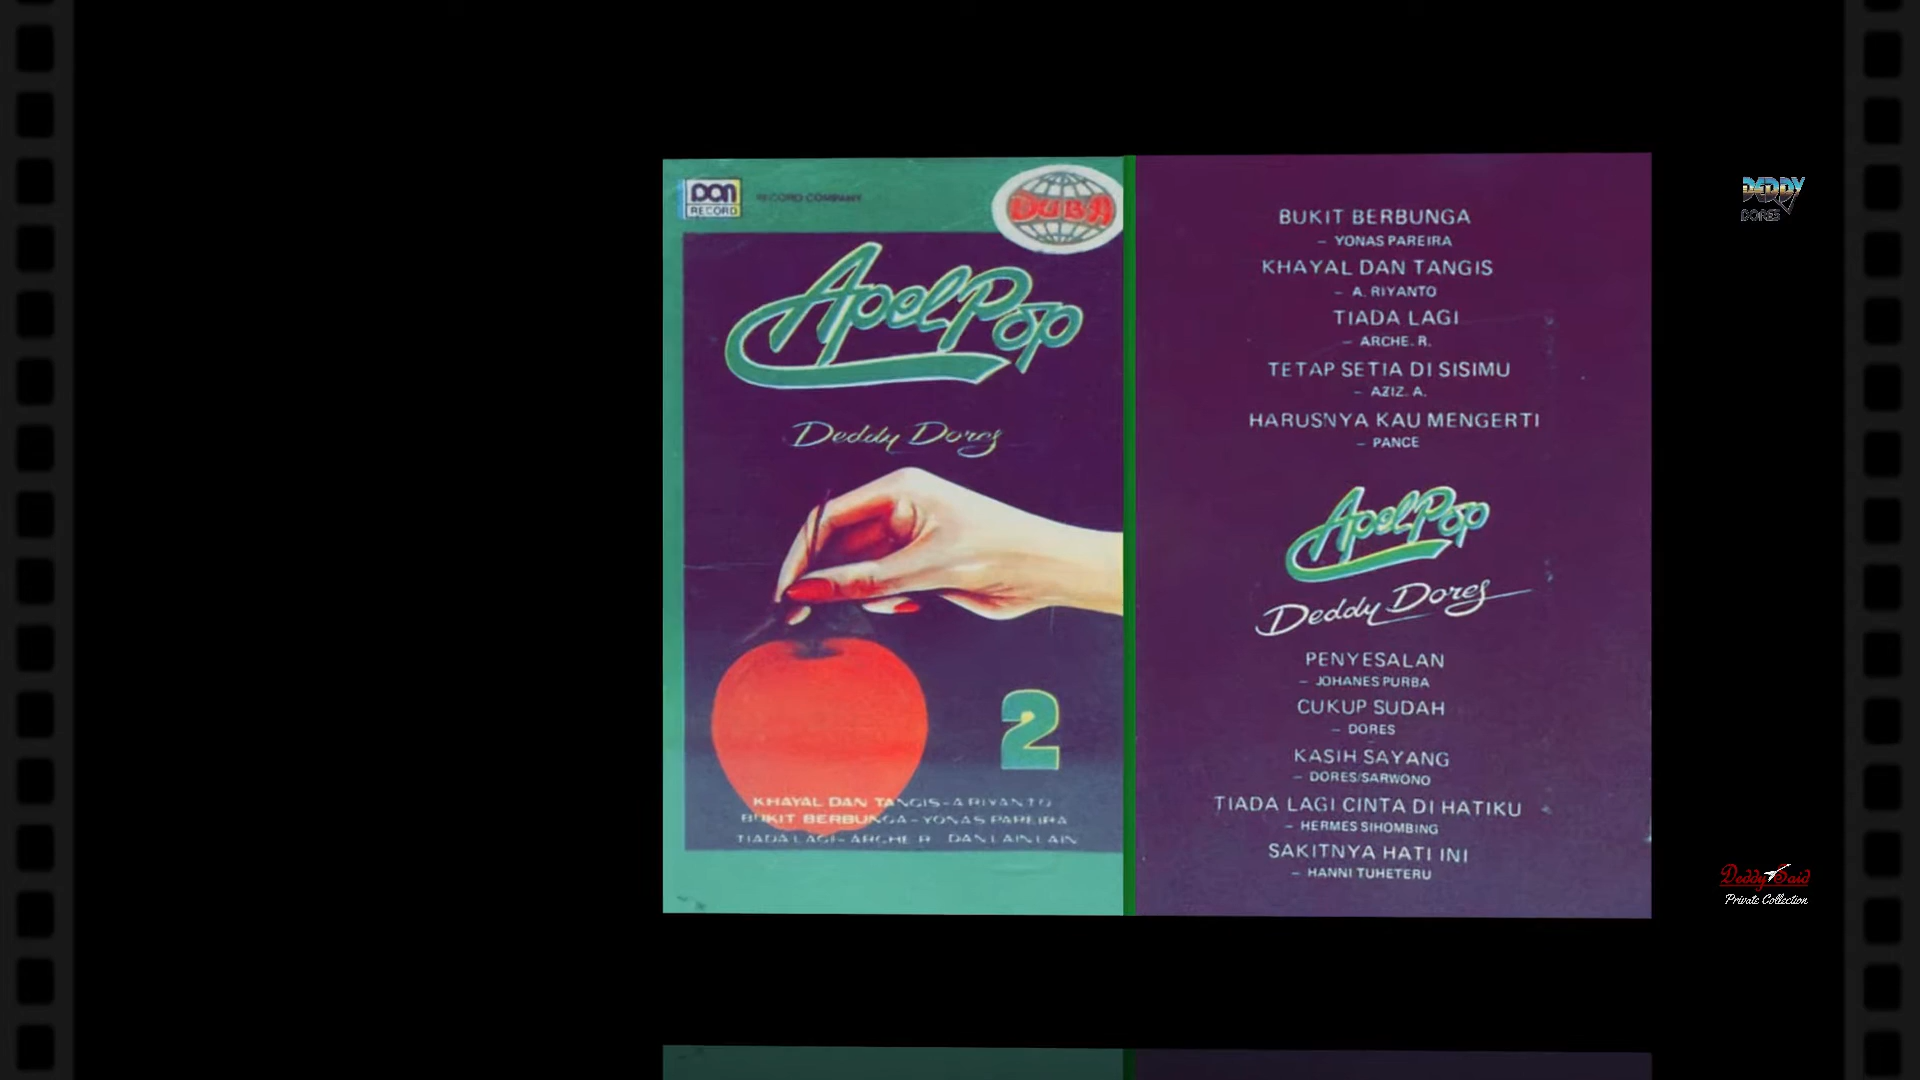 DON
RECORD
RECORD COMPANY
DUBA
Apel Pop
Deddy Dores
2
KHAYAL DAN TANGIS - A RIYANTO
BUKIT BERBUNGA - YONAS PAREIRA
TIADA LAGI - ARCHE R DAN LAIN LAIN
BUKIT BERBUNGA
- YONAS PAREIRA
KHAYAL DAN TANGIS
- A. RIYANTO
TIADA LAGI
- ARCHE. R.
TETAP SETIA DI SISIMU
- AZIZ. A.
HARUSNYA KAU MENGERTI
- PANCE
Apel Pop
Deddy Dores
PENYESALAN
- JOHANES PURBA
CUKUP SUDAH
- DORES
KASIH SAYANG
- DORES/SARWONO
TIADA LAGI CINTA DI HATIKU
- HERMES SIHOMBING
SAKITNYA HATI INI
- HANNI TUHETERU
DEDDY
DORES
Deddy Said
Private Collection